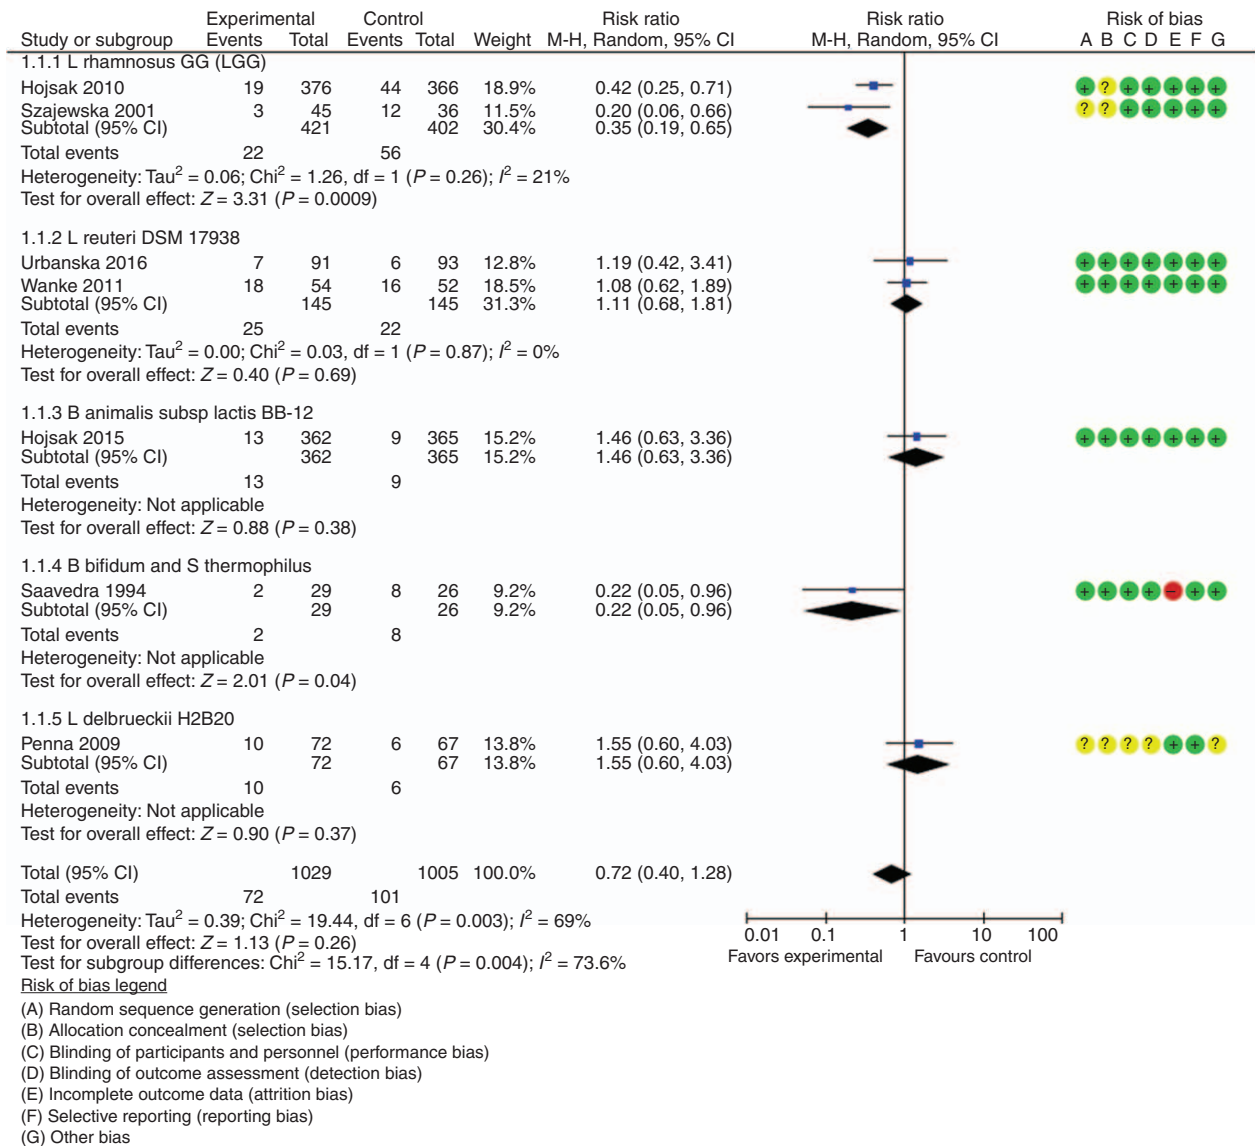 Experimental Control Risk ratio Risk ratio Risk of bias
Study or subgroup Events Total Events Total Weight M-H, Random, 95% CI M-H, Random, 95% CI A B C D E F G
1.1.1 L rhamnosus GG (LGG)
Hojsak 2010 19 376 44 366 18.9% 0.42 (0.25, 0.71) + ? + + + + +
Szajewska 2001 3 45 12 36 11.5% 0.20 (0.06, 0.66) ? ? + + + + +
Subtotal (95% CI) 421 402 30.4% 0.35 (0.19, 0.65)
Total events 22 56
Heterogeneity: Tau² = 0.06; Chi² = 1.26, df = 1 (P = 0.26); I² = 21%
Test for overall effect: Z = 3.31 (P = 0.0009)
1.1.2 L reuteri DSM 17938
Urbanska 2016 7 91 6 93 12.8% 1.19 (0.42, 3.41) + + + + + + +
Wanke 2011 18 54 16 52 18.5% 1.08 (0.62, 1.89) + + + + + + +
Subtotal (95% CI) 145 145 31.3% 1.11 (0.68, 1.81)
Total events 25 22
Heterogeneity: Tau² = 0.00; Chi² = 0.03, df = 1 (P = 0.87); I² = 0%
Test for overall effect: Z = 0.40 (P = 0.69)
1.1.3 B animalis subsp lactis BB-12
Hojsak 2015 13 362 9 365 15.2% 1.46 (0.63, 3.36) + + + + + + +
Subtotal (95% CI) 362 365 15.2% 1.46 (0.63, 3.36)
Total events 13 9
Heterogeneity: Not applicable
Test for overall effect: Z = 0.88 (P = 0.38)
1.1.4 B bifidum and S thermophilus
Saavedra 1994 2 29 8 26 9.2% 0.22 (0.05, 0.96) + + + + − + +
Subtotal (95% CI) 29 26 9.2% 0.22 (0.05, 0.96)
Total events 2 8
Heterogeneity: Not applicable
Test for overall effect: Z = 2.01 (P = 0.04)
1.1.5 L delbrueckii H2B20
Penna 2009 10 72 6 67 13.8% 1.55 (0.60, 4.03) ? ? ? ? + + ?
Subtotal (95% CI) 72 67 13.8% 1.55 (0.60, 4.03)
Total events 10 6
Heterogeneity: Not applicable
Test for overall effect: Z = 0.90 (P = 0.37)
Total (95% CI) 1029 1005 100.0% 0.72 (0.40, 1.28)
Total events 72 101
Heterogeneity: Tau² = 0.39; Chi² = 19.44, df = 6 (P = 0.003); I² = 69%
Test for overall effect: Z = 1.13 (P = 0.26)
Test for subgroup differences: Chi² = 15.17, df = 4 (P = 0.004); I² = 73.6%
0.01 0.1 1 10 100
Favors experimental Favours control
Risk of bias legend
(A) Random sequence generation (selection bias)
(B) Allocation concealment (selection bias)
(C) Blinding of participants and personnel (performance bias)
(D) Blinding of outcome assessment (detection bias)
(E) Incomplete outcome data (attrition bias)
(F) Selective reporting (reporting bias)
(G) Other bias